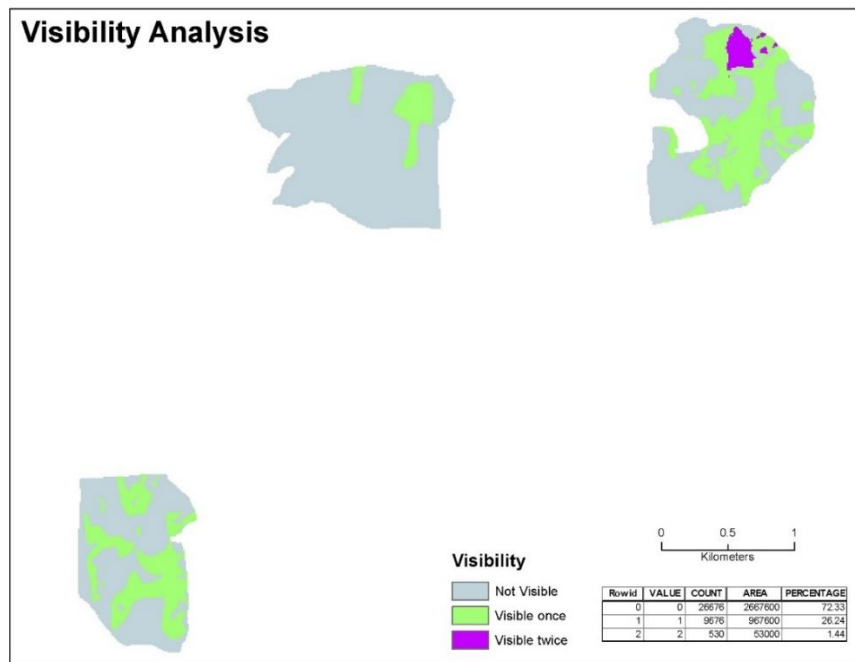 Visibility Analysis
0 0.5 1
Kilometers
Visibility
Not Visible
Visible once
Visible twice
Rowid VALUE COUNT AREA PERCENTAGE
0 0 26676 2667600 72.33
1 1 9676 967600 26.24
2 2 530 53000 1.44